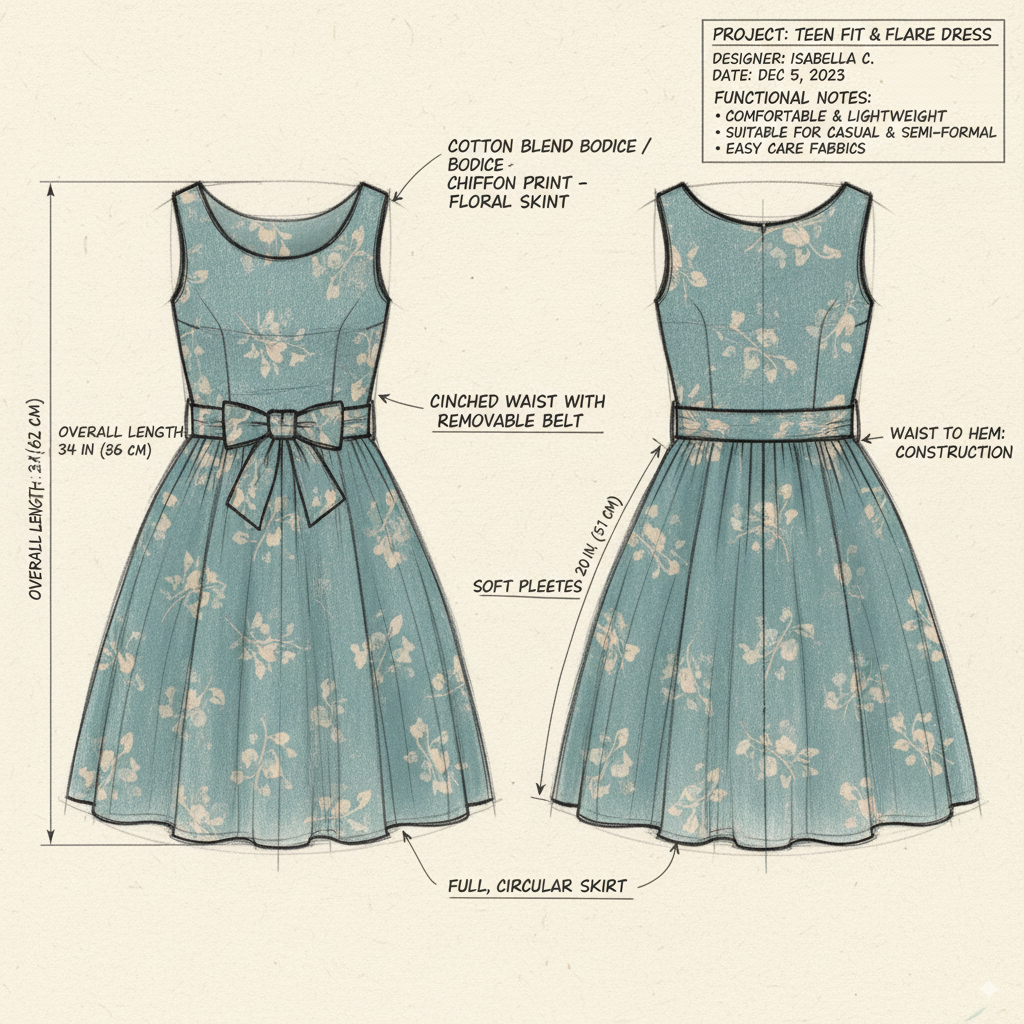 PROJECT: TEEN FIT & FLARE DRESS
DESIGNER: ISABELLA C.
DATE: DEC 5, 2023
FUNCTIONAL NOTES:
• COMFORTABLE & LIGHTWEIGHT
• SUITABLE FOR CASUAL & SEMI-FORMAL
• EASY CARE FABBICS
COTTON BLEND BODICE /
BODICE -
CHIFFON PRINT -
FLORAL SKINT
CINCHED WAIST WITH
REMOVABLE BELT
OVERALL LENGTH
34 IN (36 CM)
OVERALL LENGTH: (62 CM)
WAIST TO HEM:
CONSTRUCTION
20 IN (51 CM)
SOFT PLEETES
FULL, CIRCULAR SKIRT